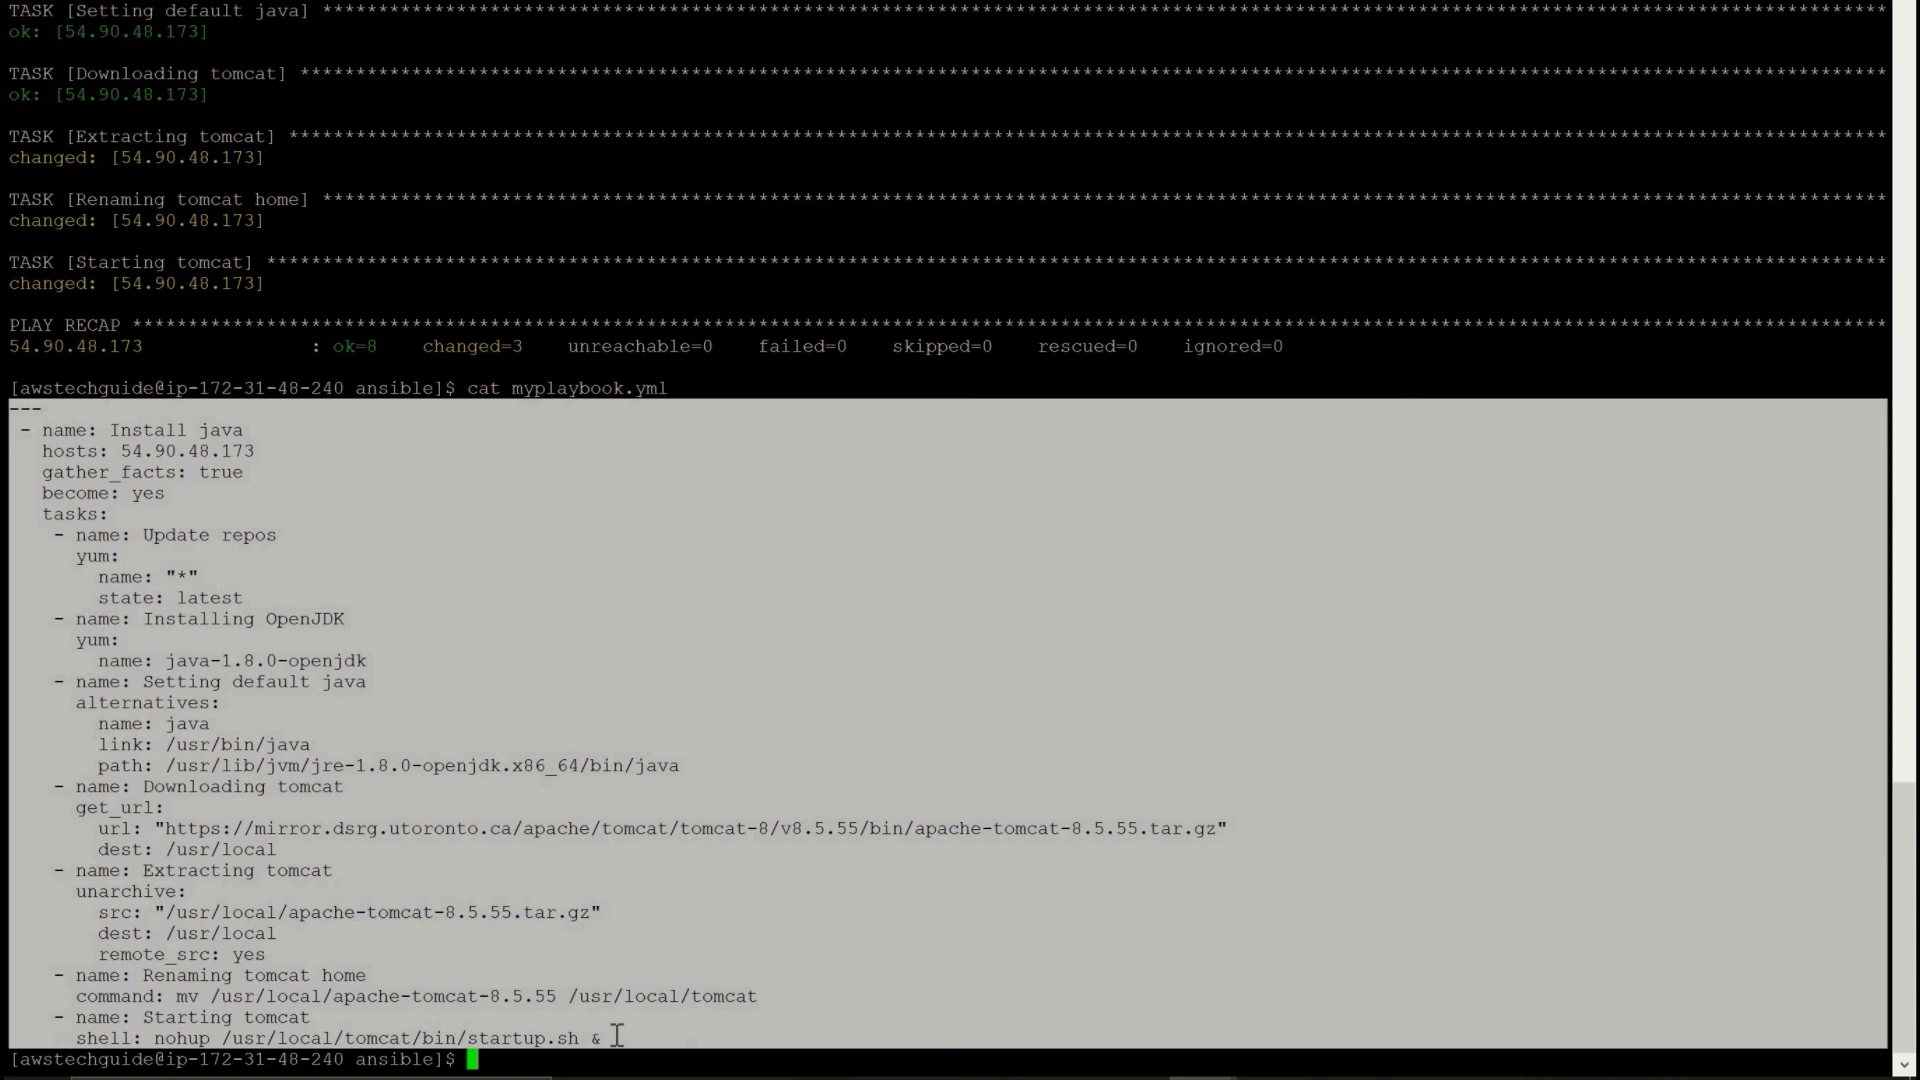 TASK [Setting default java] *******************************************************************************************************************************************
ok: [54.90.48.173]
TASK [Downloading tomcat] *********************************************************************************************************************************************
ok: [54.90.48.173]
TASK [Extracting tomcat] **********************************************************************************************************************************************
changed: [54.90.48.173]
TASK [Renaming tomcat home] *******************************************************************************************************************************************
changed: [54.90.48.173]
TASK [Starting tomcat] ************************************************************************************************************************************************
changed: [54.90.48.173]
PLAY RECAP ************************************************************************************************************************************************************
54.90.48.173 : ok=8 changed=3 unreachable=0 failed=0 skipped=0 rescued=0 ignored=0
[awstechguide@ip-172-31-48-240 ansible]$ cat myplaybook.yml
---
- name: Install java
hosts: 54.90.48.173
gather_facts: true
become: yes
tasks:
- name: Update repos
yum:
name: "*"
state: latest
- name: Installing OpenJDK
yum:
name: java-1.8.0-openjdk
- name: Setting default java
alternatives:
name: java
link: /usr/bin/java
path: /usr/lib/jvm/jre-1.8.0-openjdk.x86_64/bin/java
- name: Downloading tomcat
get_url:
url: "https://mirror.dsrg.utoronto.ca/apache/tomcat/tomcat-8/v8.5.55/bin/apache-tomcat-8.5.55.tar.gz"
dest: /usr/local
- name: Extracting tomcat
unarchive:
src: "/usr/local/apache-tomcat-8.5.55.tar.gz"
dest: /usr/local
remote_src: yes
- name: Renaming tomcat home
command: mv /usr/local/apache-tomcat-8.5.55 /usr/local/tomcat
- name: Starting tomcat
shell: nohup /usr/local/tomcat/bin/startup.sh &
[awstechguide@ip-172-31-48-240 ansible]$